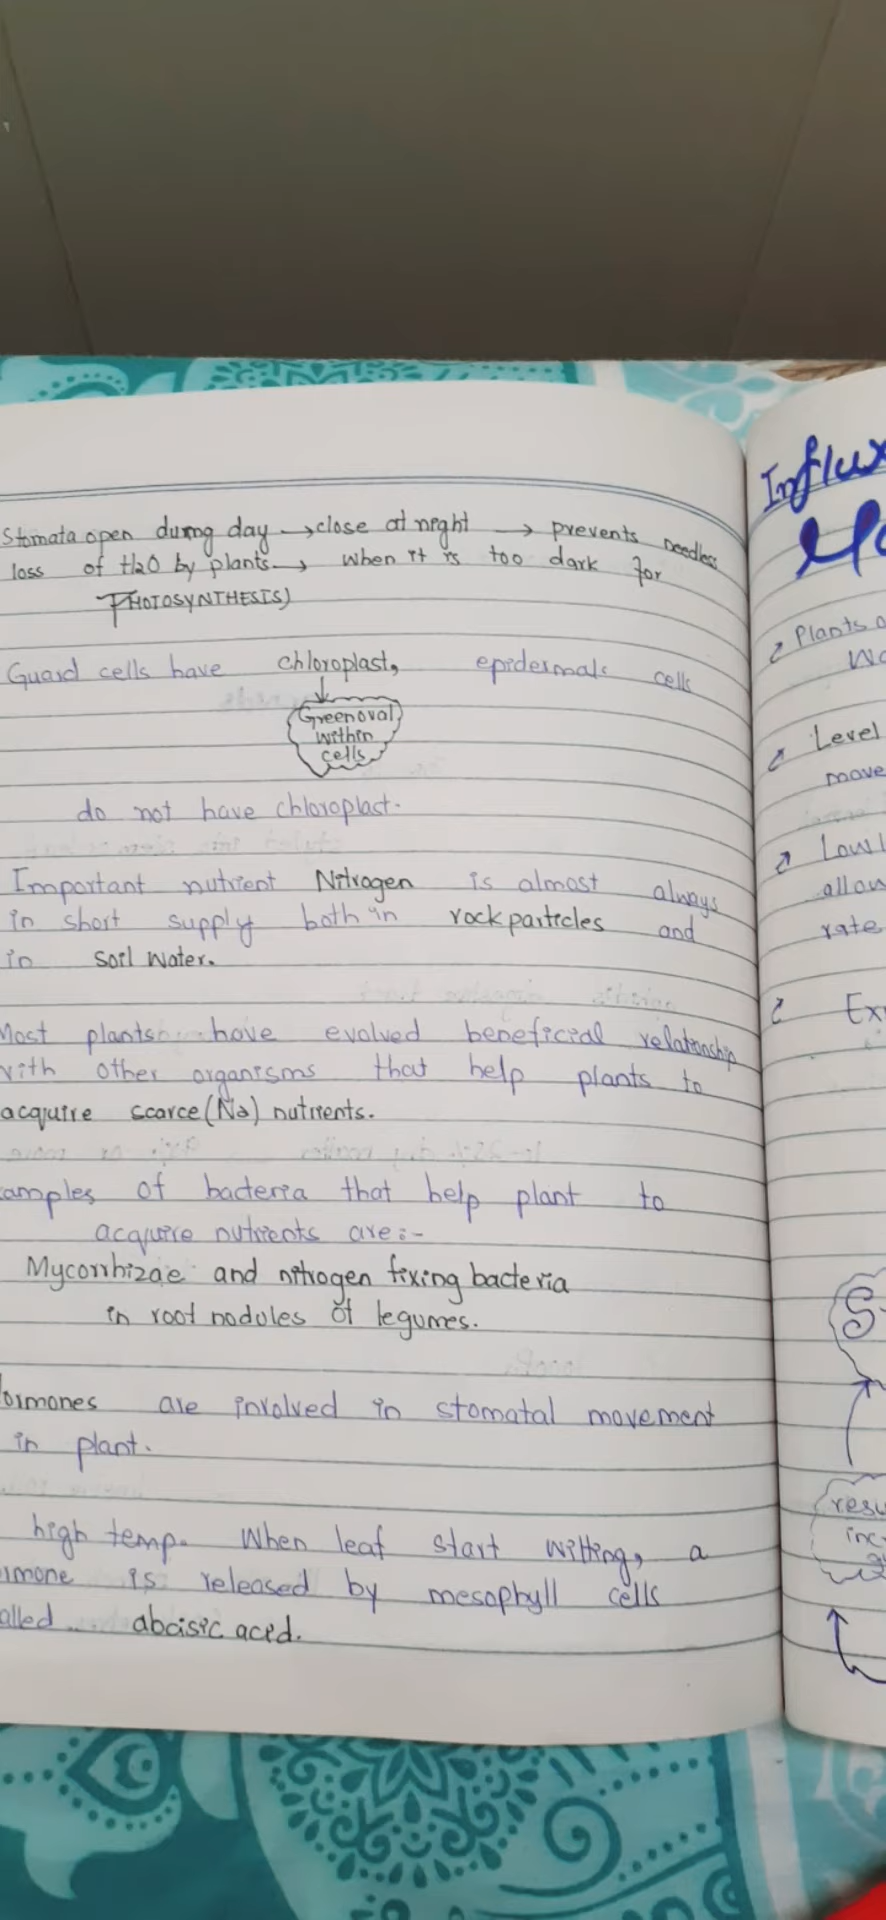 Stomata open during day → close at night → prevents needless
loss of H2O by plants → when it is too dark for
PHOTOSYNTHESIS)
Guard cells have chloroplast, epidermals cells
Green oval
within
cells
do not have chloroplast.
Important nutrient Nitrogen is almost always
in short supply both in rock particles and
in soil water.
Most plants have evolved beneficial relationship
with other organisms that help plants to
acquire scarce (Na) nutrients.
amples of bacteria that help plant to
acquire nutrients are:-
Mycorrhizae and nitrogen fixing bacteria
in root nodules of legumes.
ormones are involved in stomatal movement
in plant.
high temp. When leaf start wilting, a
rmone is released by mesophyll cells
alled abcisic acid.
Influx
Plants
Wa
Level
move
Low
allow
rate
Ex
S
resu
inc